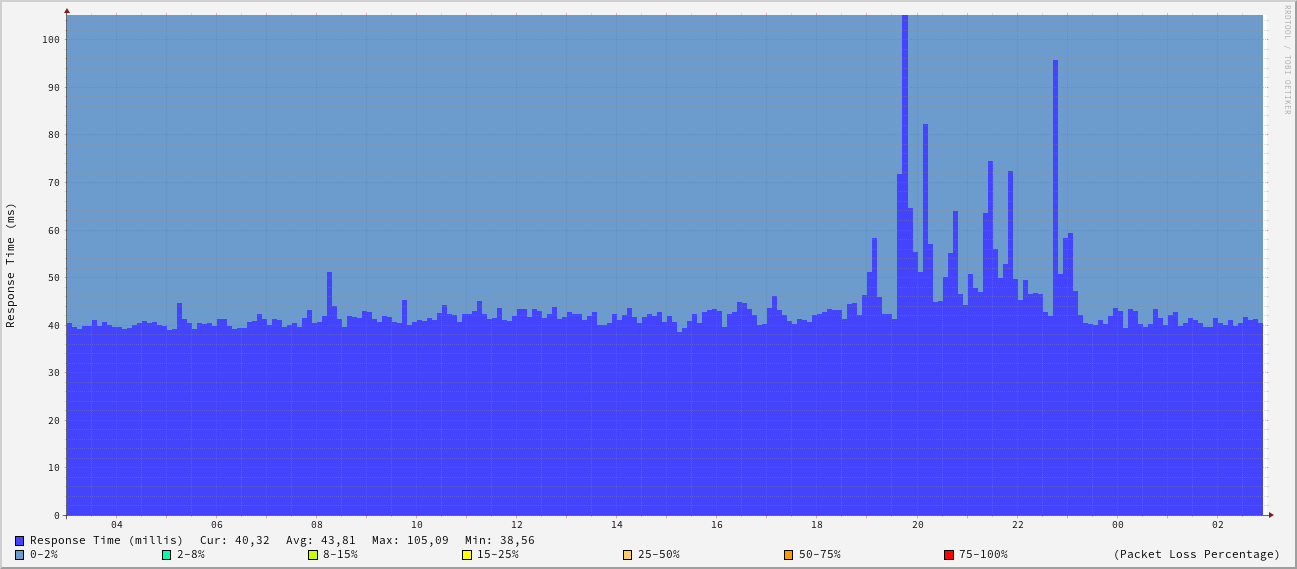 RRDTOOL / TOBI OETIKER
Response Time (ms)
100
90
80
70
60
50
40
30
20
10
0
04 06 08 10 12 14 16 18 20 22 00 02
Response Time (millis) Cur: 40,32 Avg: 43,81 Max: 105,09 Min: 38,56
0-2% 2-8% 8-15% 15-25% 25-50% 50-75% 75-100% (Packet Loss Percentage)